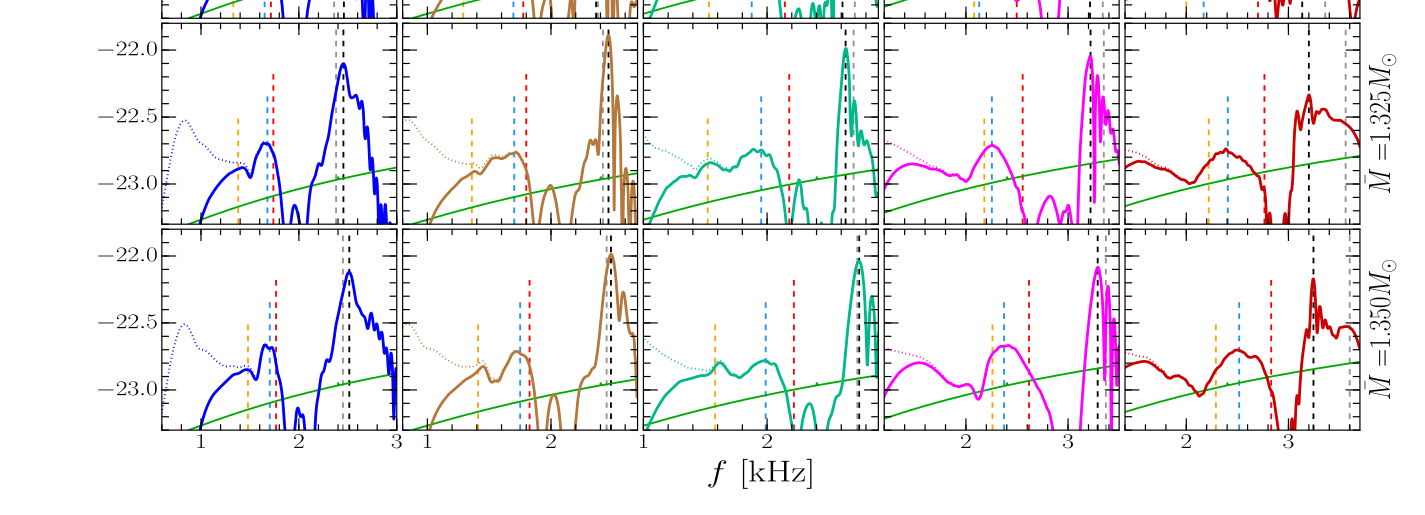 −22.0
−22.5
−23.0
M̄ = 1.325M⊙
−22.0
−22.5
−23.0
M̄ = 1.350M⊙
1 2 3 1 2 1 2 2 3 2 3
f [kHz]